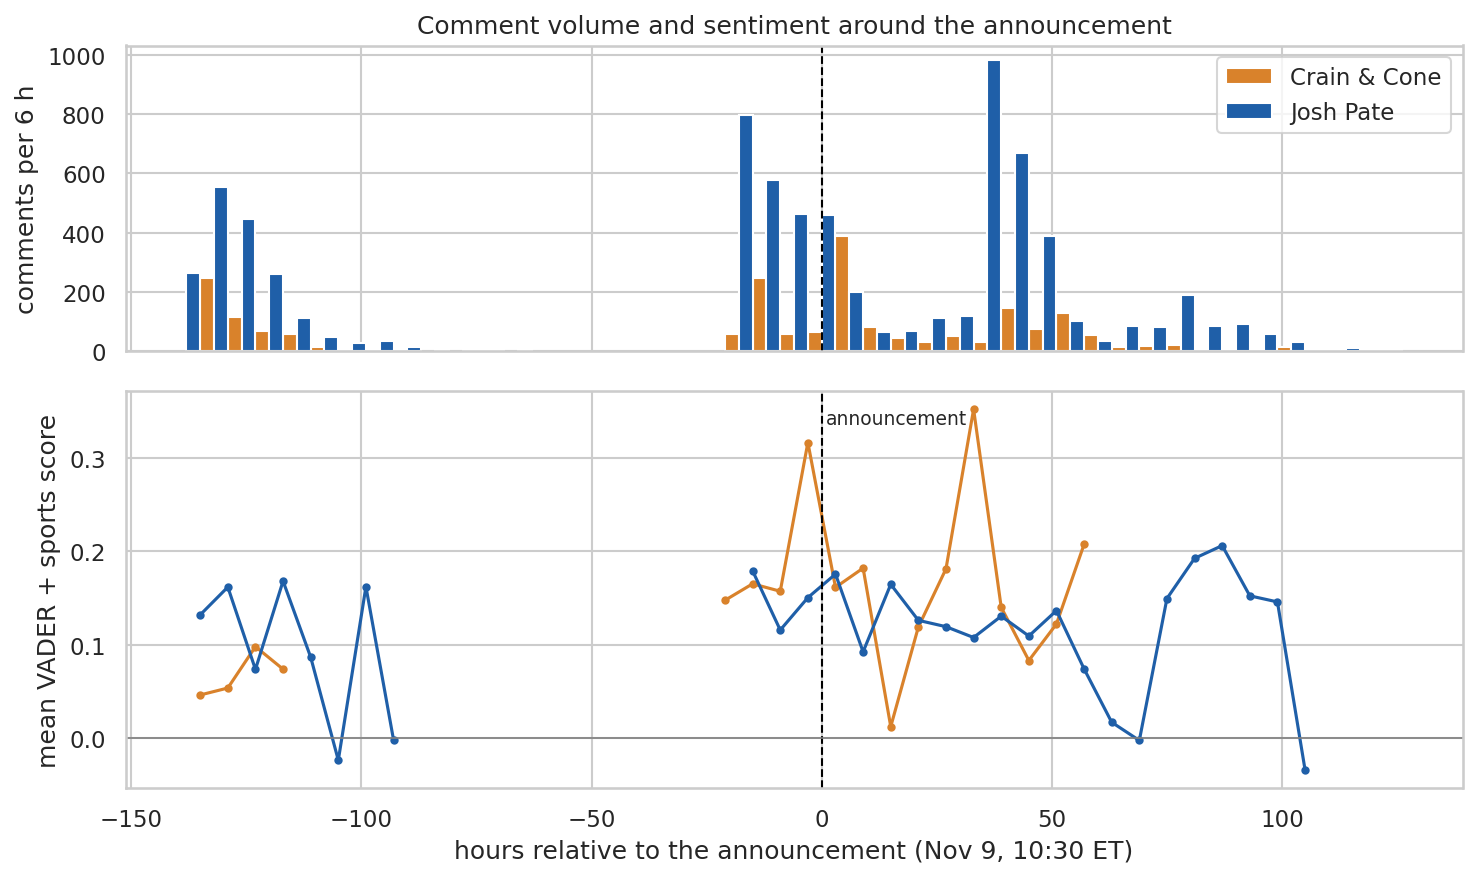 Comment volume and sentiment around the announcement
comments per 6 h
1000
800
600
400
200
0
Crain & Cone
Josh Pate
mean VADER + sports score
0.3
0.2
0.1
0.0
announcement
−150
−100
−50
0
50
100
hours relative to the announcement (Nov 9, 10:30 ET)